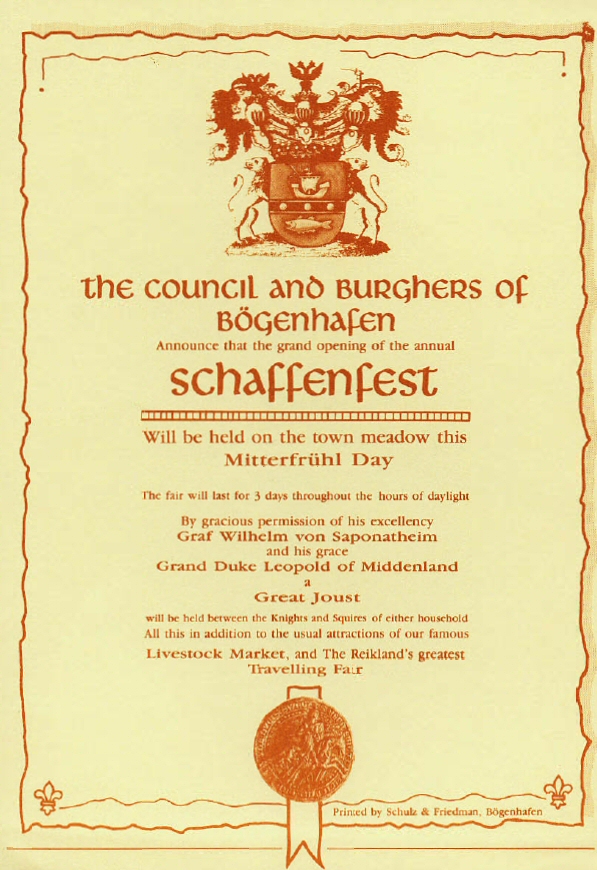 the council and burghers of
Bögenhafen
Announce that the grand opening of the annual
schaffenfest
Will be held on the town meadow this
Mitterfrühl Day
The fair will last for 3 days throughout the hours of daylight
By gracious permission of his excellency
Graf Wilhelm von Saponatheim
and his grace
Grand Duke Leopold of Middenland
a
Great Joust
will be held between the Knights and Squires of either household
All this in addition to the usual attractions of our famous
Livestock Market, and The Reikland's greatest
Travelling Fair
Printed by Schulz & Friedman, Bögenhafen